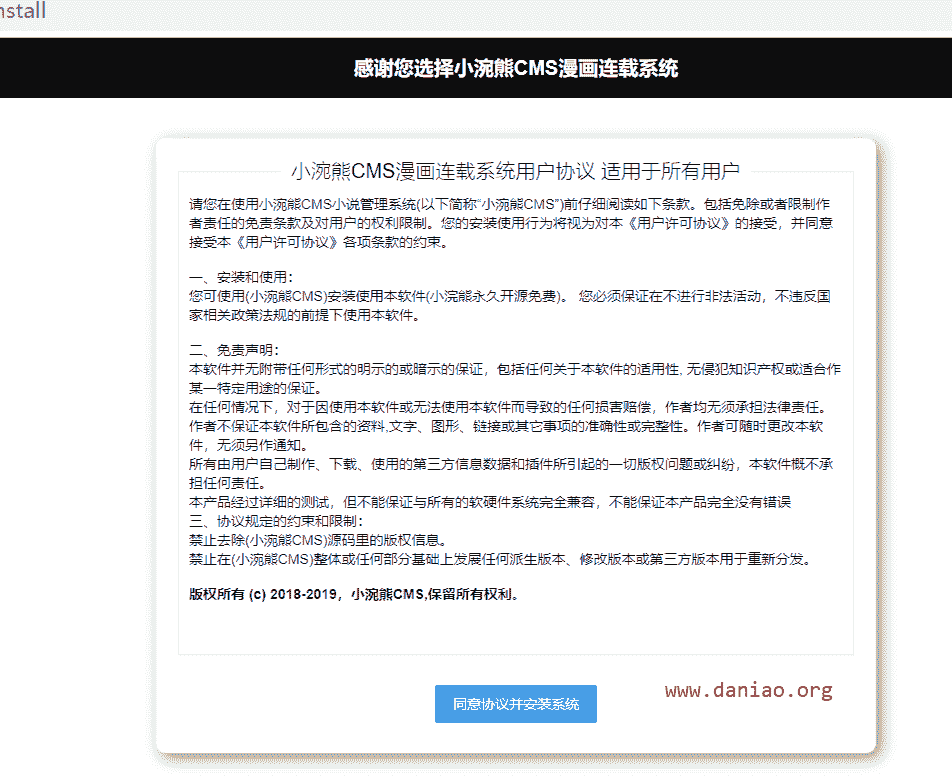 nstall
感谢您选择小浣熊CMS漫画连载系统
小浣熊CMS漫画连载系统用户协议 适用于所有用户
请您在使用小浣熊CMS小说管理系统(以下简称“小浣熊CMS”)前仔细阅读如下条款。包括免除或者限制作
者责任的免责条款及对用户的权利限制。您的安装使用行为将视为对本《用户许可协议》的接受，并同意
接受本《用户许可协议》各项条款的约束。
一、安装和使用：
您可使用(小浣熊CMS)安装使用本软件(小浣熊永久开源免费)。 您必须保证在不进行非法活动，不违反国
家相关政策法规的前提下使用本软件。
二、免责声明：
本软件并无附带任何形式的明示的或暗示的保证，包括任何关于本软件的适用性, 无侵犯知识产权或适合作
某一特定用途的保证。
在任何情况下，对于因使用本软件或无法使用本软件而导致的任何损害赔偿，作者均无须承担法律责任。
作者不保证本软件所包含的资料,文字、图形、链接或其它事项的准确性或完整性。作者可随时更改本软
件，无须另作通知。
所有由用户自己制作、下载、使用的第三方信息数据和插件所引起的一切版权问题或纠纷，本软件概不承
担任何责任。
本产品经过详细的测试，但不能保证与所有的软硬件系统完全兼容，不能保证本产品完全没有错误
三、协议规定的约束和限制：
禁止去除(小浣熊CMS)源码里的版权信息。
禁止在(小浣熊CMS)整体或任何部分基础上发展任何派生版本、修改版本或第三方版本用于重新分发。
版权所有 (c) 2018-2019，小浣熊CMS,保留所有权利。
www.daniao.org
同意协议并安装系统